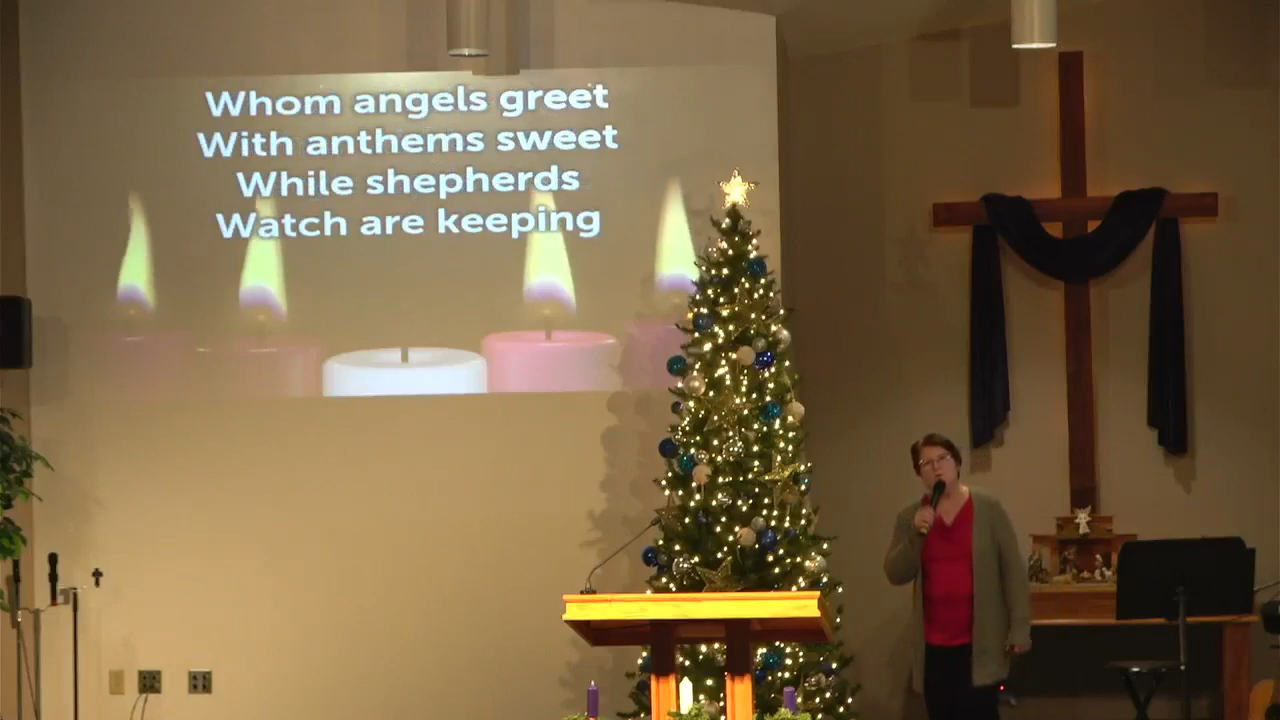 Whom angels greet
With anthems sweet
While shepherds
Watch are keeping